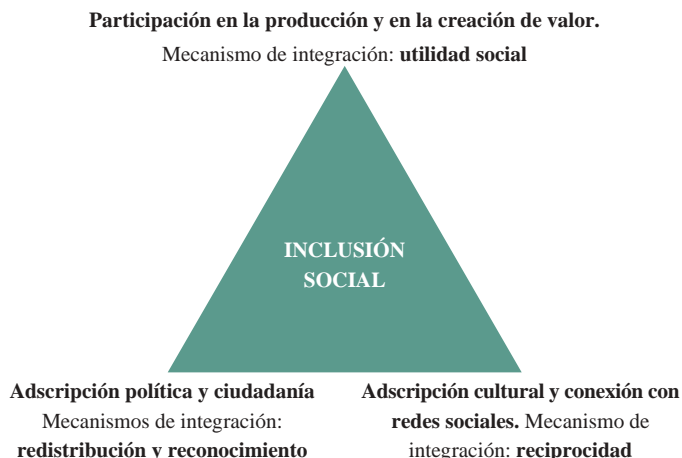 Participación en la producción y en la creación de valor.
Mecanismo de integración: utilidad social
INCLUSIÓN
SOCIAL
Adscripción política y ciudadanía
Mecanismos de integración:
redistribución y reconocimiento
Adscripción cultural y conexión con
redes sociales. Mecanismo de
integración: reciprocidad